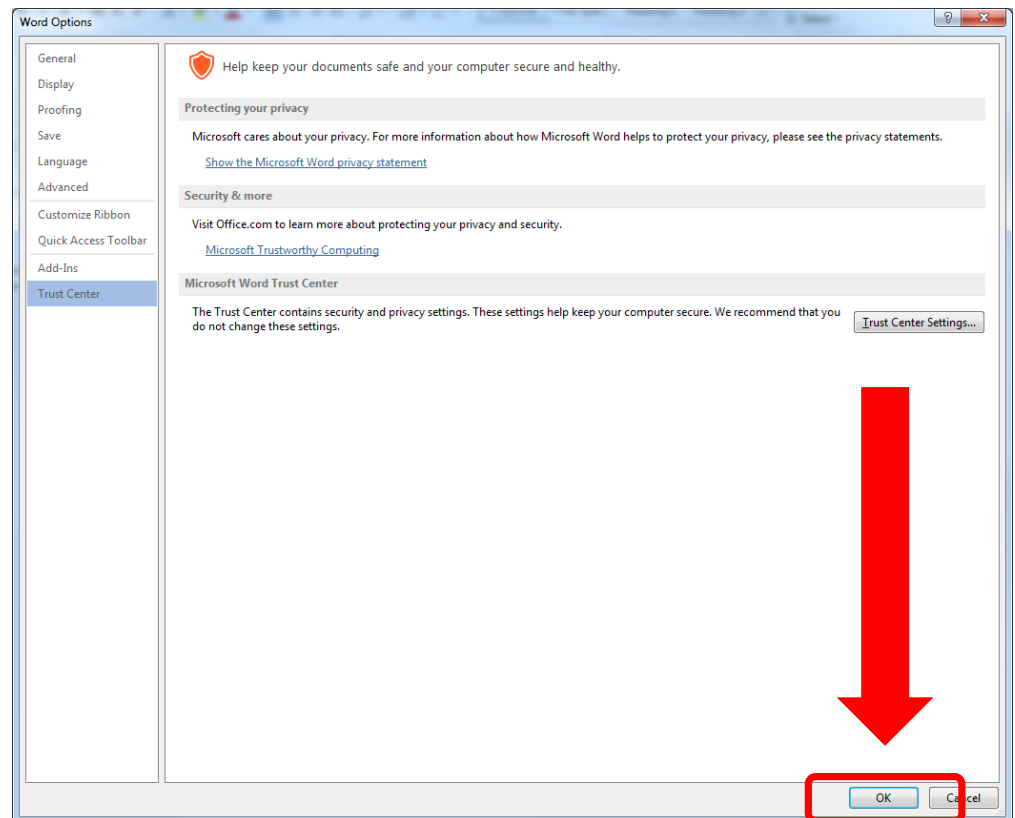 Word Options
General
Display
Proofing
Save
Language
Advanced
Customize Ribbon
Quick Access Toolbar
Add-Ins
Trust Center
Help keep your documents safe and your computer secure and healthy.
Protecting your privacy
Microsoft cares about your privacy. For more information about how Microsoft Word helps to protect your privacy, please see the privacy statements.
Show the Microsoft Word privacy statement
Security & more
Visit Office.com to learn more about protecting your privacy and security.
Microsoft Trustworthy Computing
Microsoft Word Trust Center
The Trust Center contains security and privacy settings. These settings help keep your computer secure. We recommend that you
do not change these settings.
Trust Center Settings...
OK
Cancel